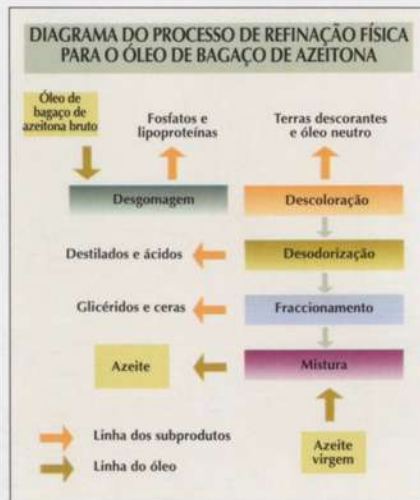 DIAGRAMA DO PROCESSO DE REFINAÇÃO FÍSICA
PARA O ÓLEO DE BAGAÇO DE AZEITONA
Óleo de
bagaço de
azeitona bruto
Fosfatos e
lipoproteínas
Terras descorantes
e óleo neutro
Desgomagem
Descoloração
Destilados e ácidos
Desodorização
Glicéridos e ceras
Fraccionamento
Azeite
Mistura
Linha dos subprodutos
Linha do óleo
Azeite
virgem